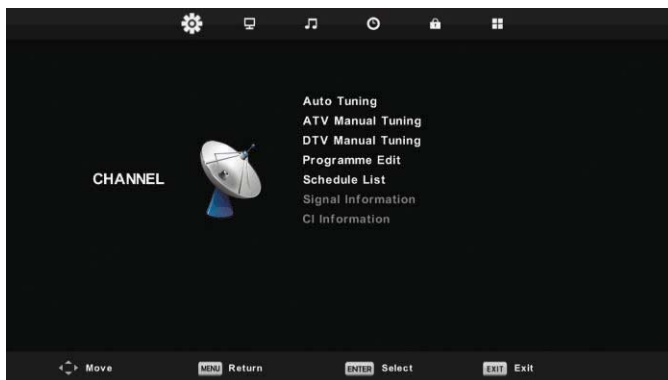 Auto Tuning
ATV Manual Tuning
DTV Manual Tuning
Programme Edit
CHANNEL
Schedule List
Signal Information
CI Information
Move
MENU Return
ENTER Select
EXIT Exit